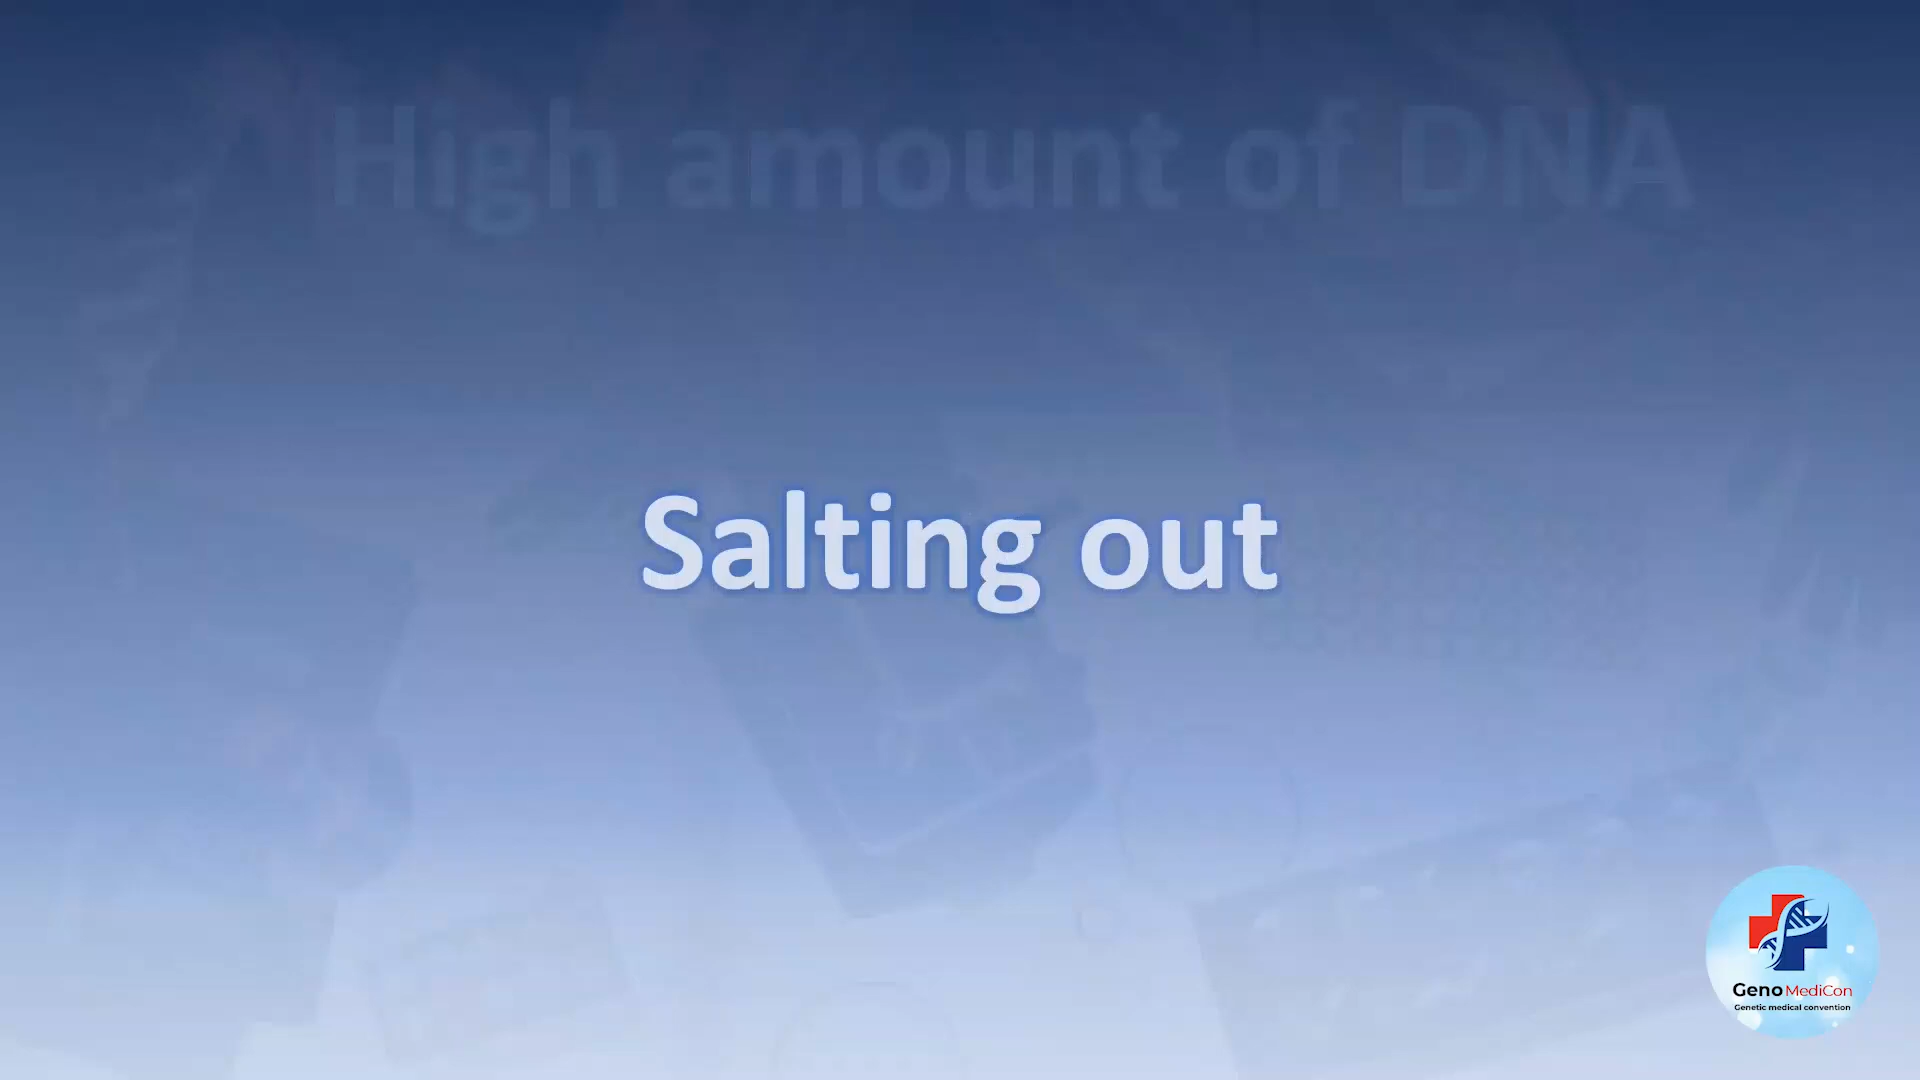 High amount of DNA
Salting out
Geno MediCon
Genetic medical convention